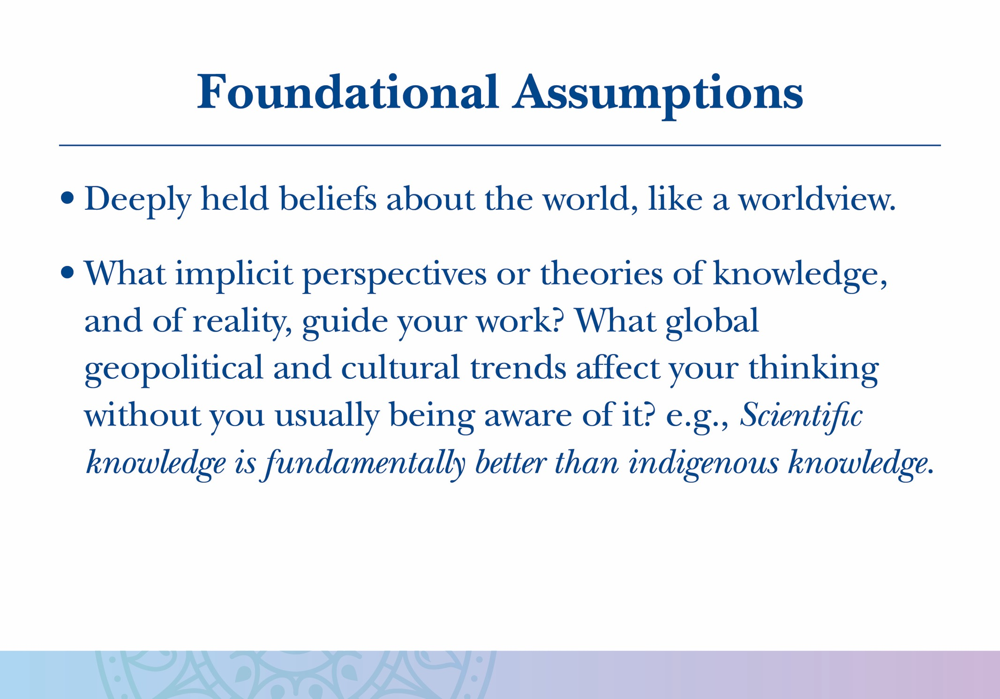 Foundational Assumptions
• Deeply held beliefs about the world, like a worldview.
• What implicit perspectives or theories of knowledge,
and of reality, guide your work? What global
geopolitical and cultural trends affect your thinking
without you usually being aware of it? e.g., Scientific
knowledge is fundamentally better than indigenous knowledge.